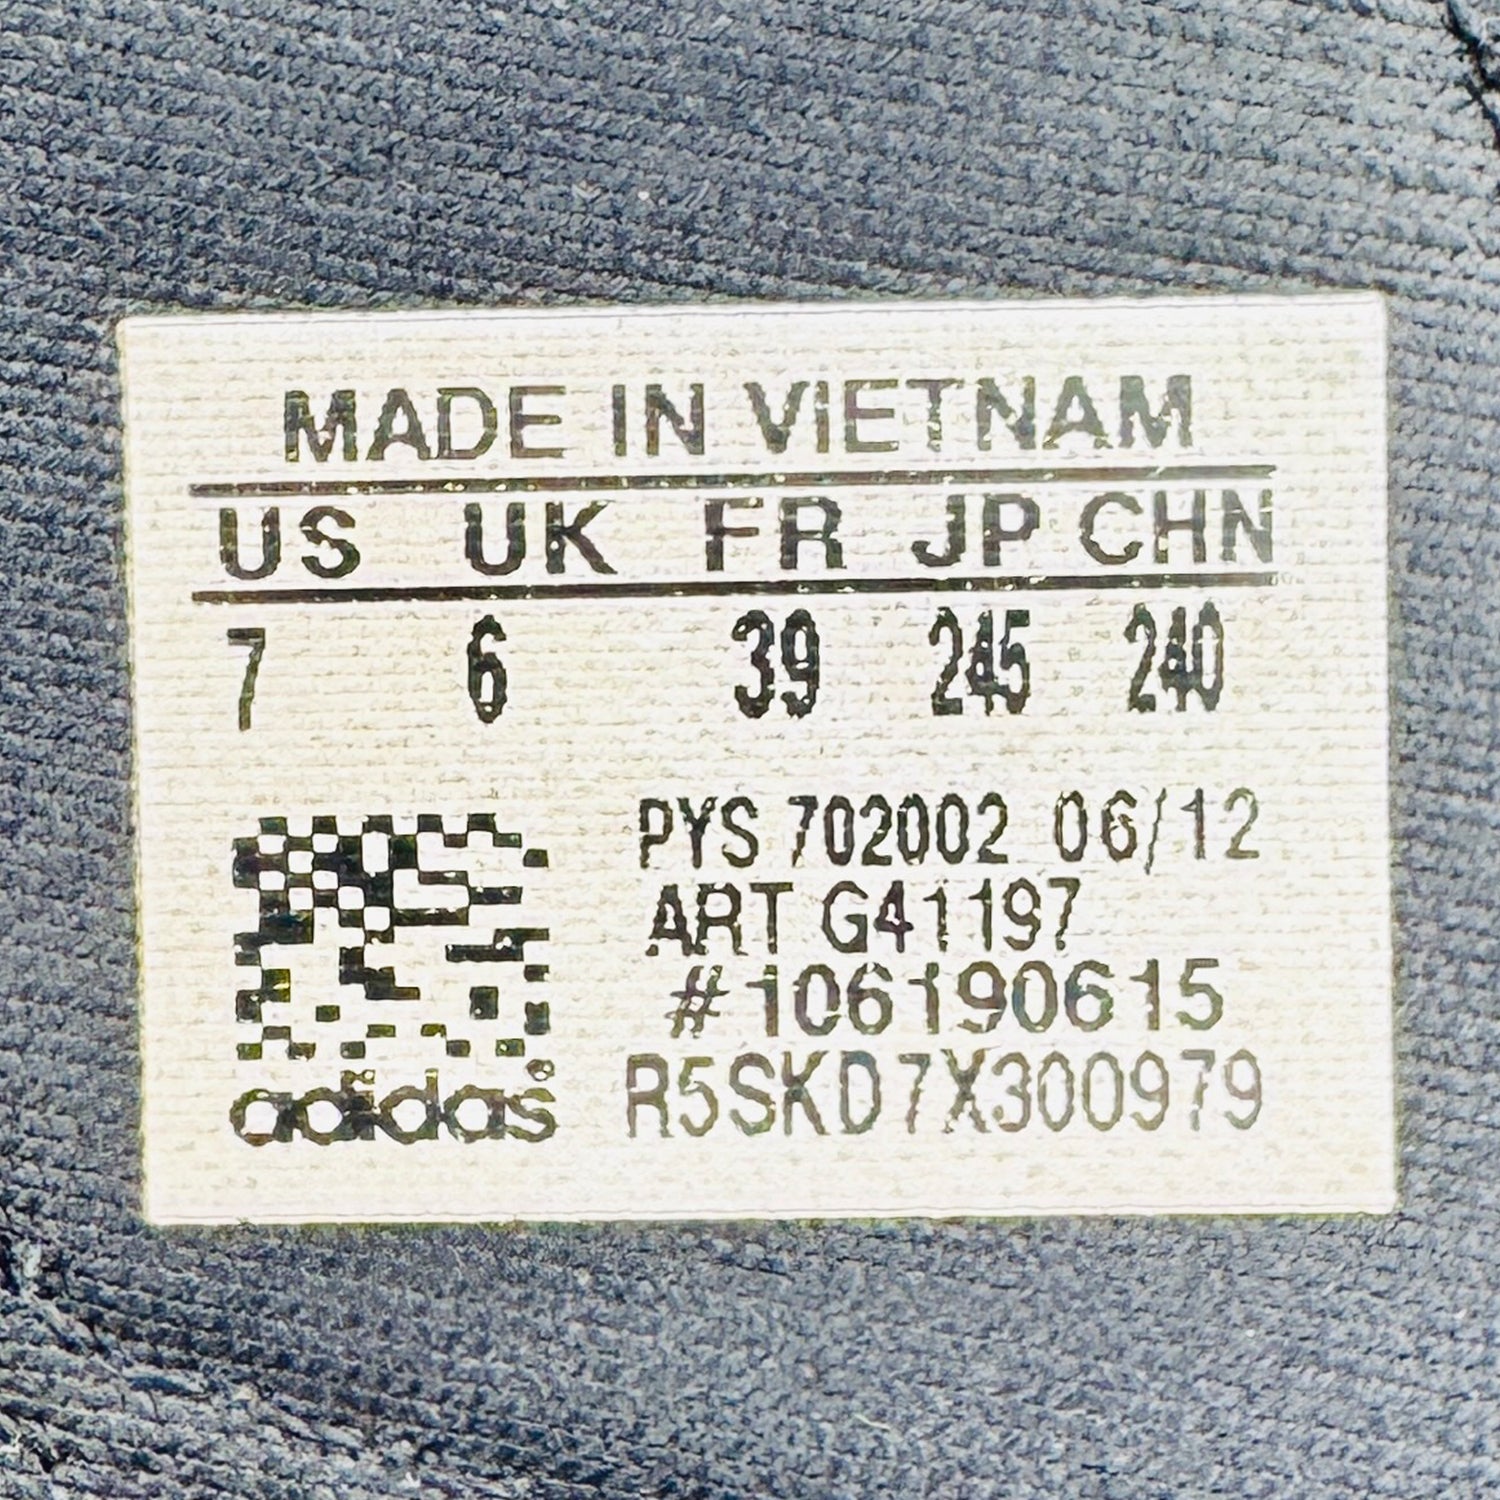 MADE IN VIETNAM
US UK FR JP CHN
7 6 39 245 240
PYS 702002 06/12
ART G41197
#106190615
R5SKD7X300979
adidas®